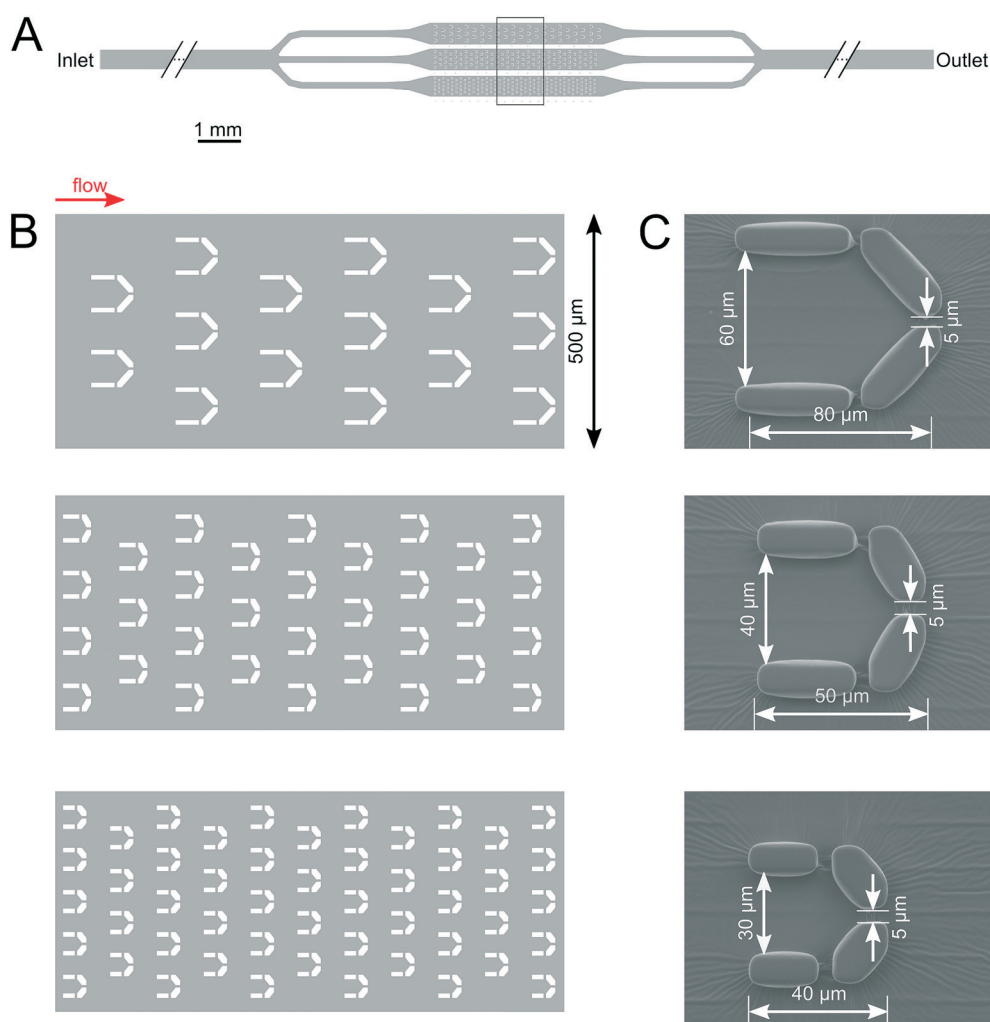 A
Inlet
...
...
Outlet
1 mm
flow
B
500 µm
C
60 µm
5 µm
80 µm
40 µm
5 µm
50 µm
30 µm
5 µm
40 µm